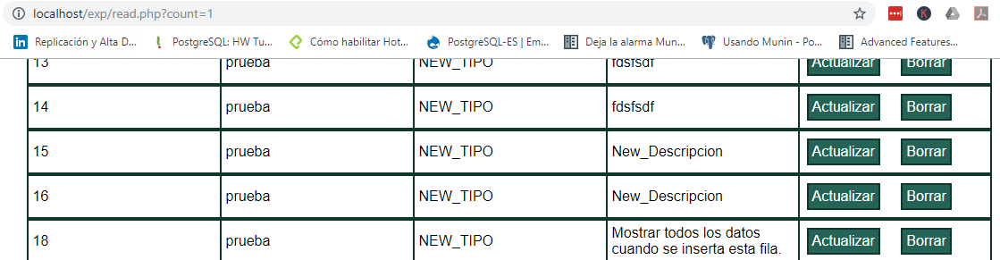 localhost/exp/read.php?count=1
Replicación y Alta D... PostgreSQL: HW Tu... Cómo habilitar Hot... PostgreSQL-ES | Em... Deja la alarma Mun... Usando Munin - Po... Advanced Features...
13 prueba NEW_TIPO fdsfsdf Actualizar Borrar
14 prueba NEW_TIPO fdsfsdf Actualizar Borrar
15 prueba NEW_TIPO New_Descripcion Actualizar Borrar
16 prueba NEW_TIPO New_Descripcion Actualizar Borrar
18 prueba NEW_TIPO Mostrar todos los datos Actualizar Borrar
cuando se inserta esta fila.